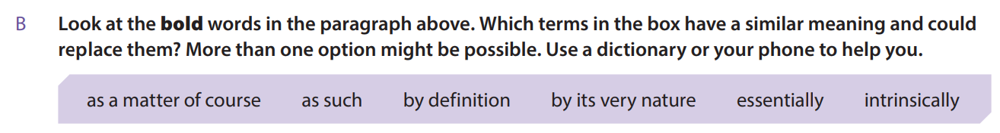 B Look at the bold words in the paragraph above. Which terms in the box have a similar meaning and could
replace them? More than one option might be possible. Use a dictionary or your phone to help you.
as a matter of course as such by definition by its very nature essentially intrinsically